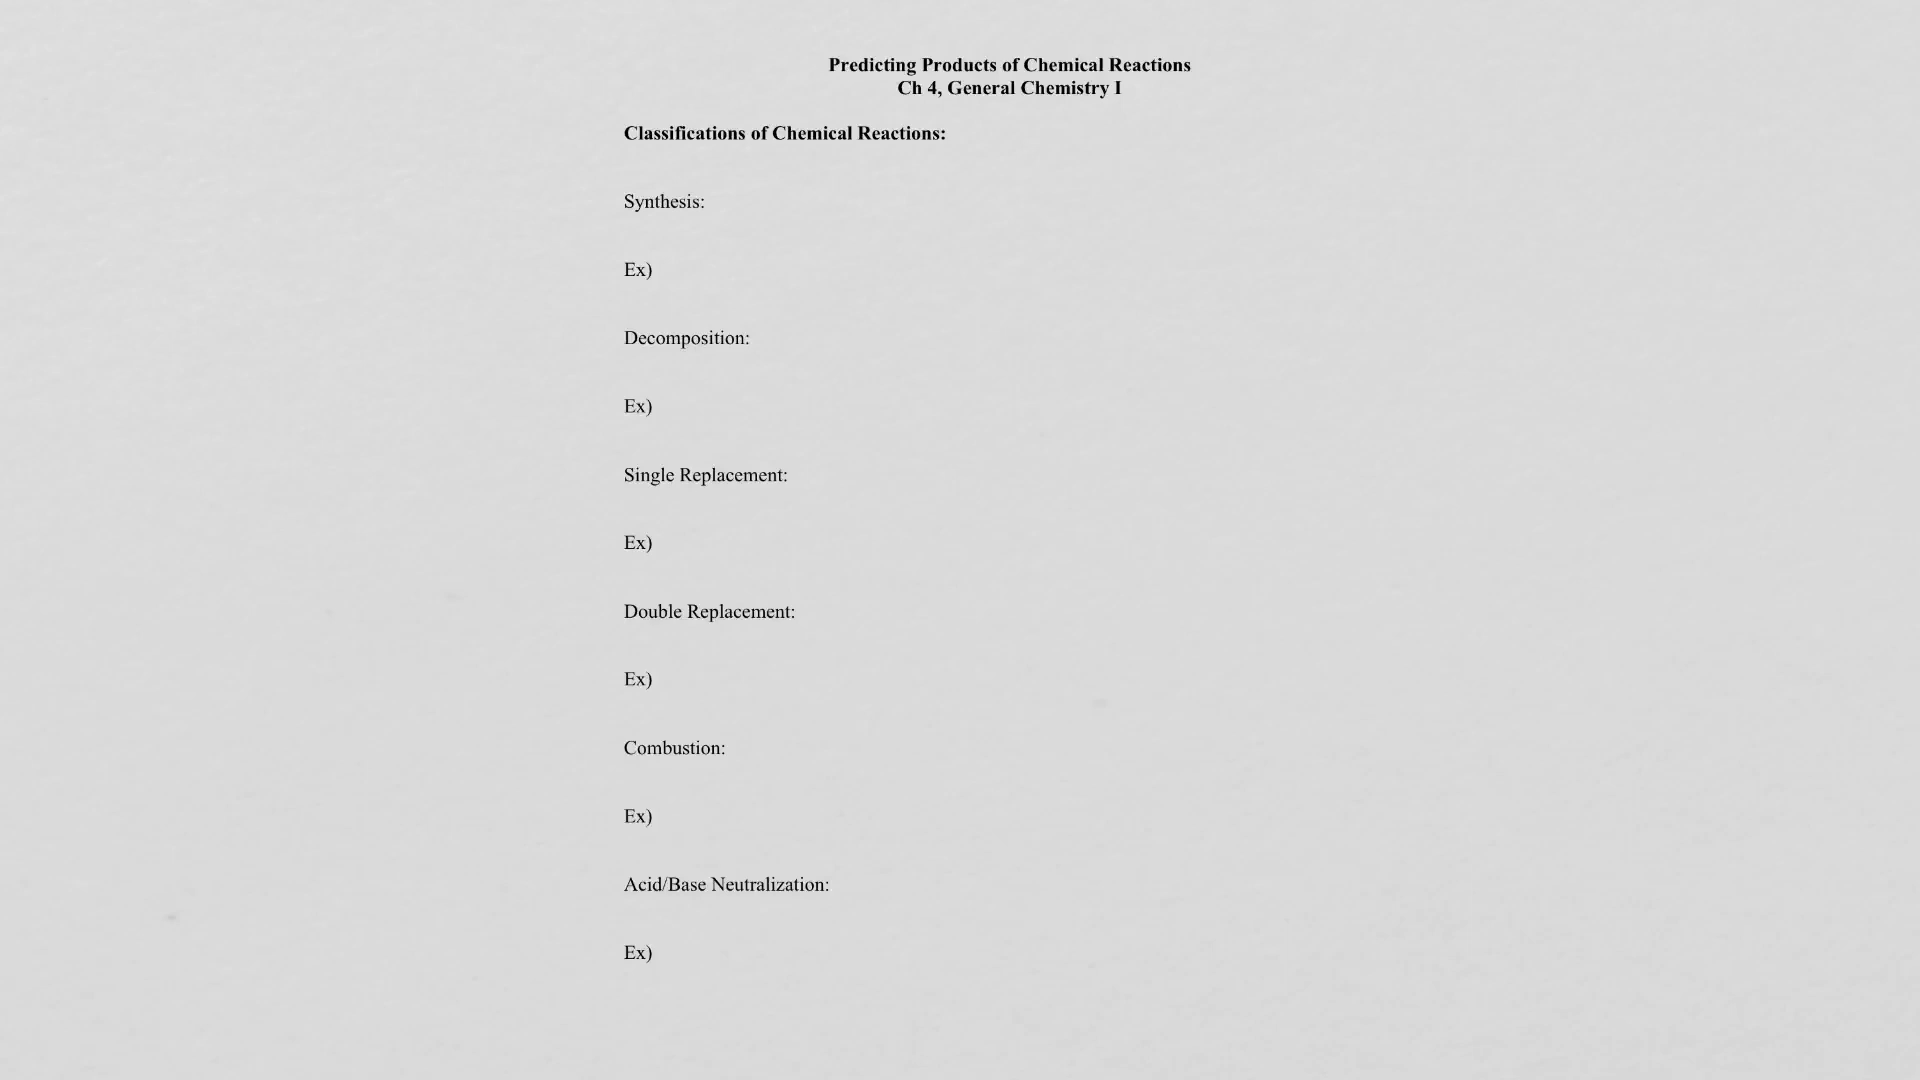 Predicting Products of Chemical Reactions
Ch 4, General Chemistry I
Classifications of Chemical Reactions:
Synthesis:
Ex)
Decomposition:
Ex)
Single Replacement:
Ex)
Double Replacement:
Ex)
Combustion:
Ex)
Acid/Base Neutralization:
Ex)